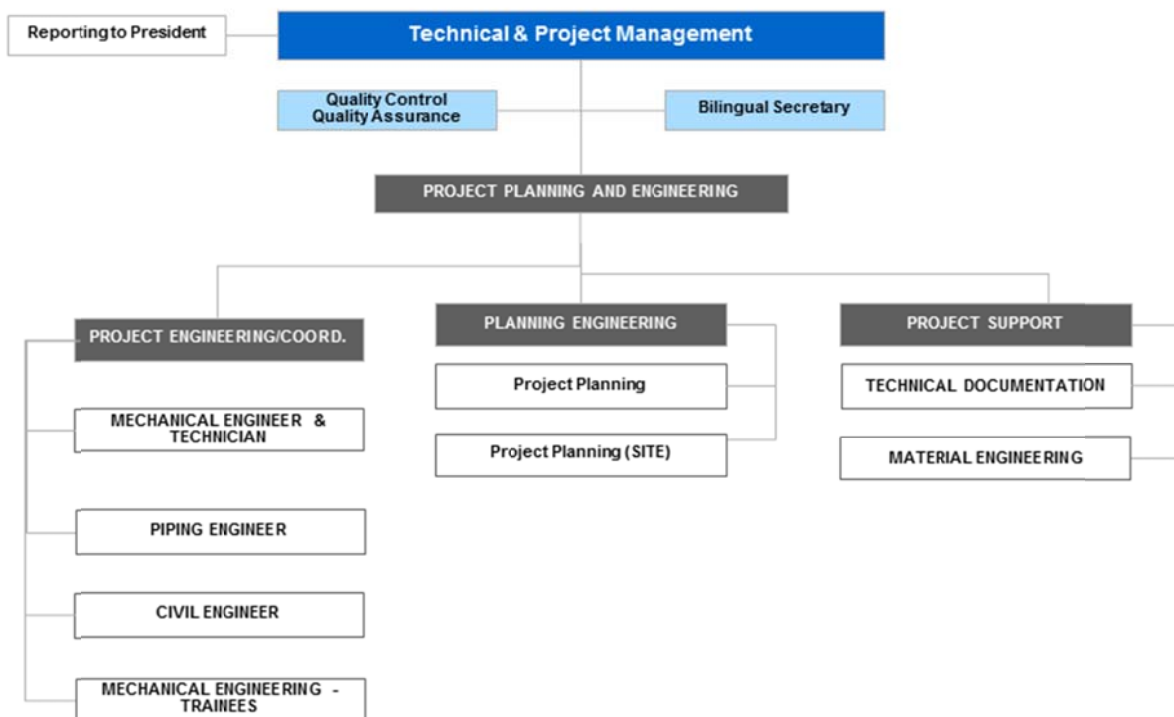 Reporting to President
Technical & Project Management
Quality Control
Quality Assurance
Bilingual Secretary
PROJECT PLANNING AND ENGINEERING
PROJECT ENGINEERING/COORD.
MECHANICAL ENGINEER &
TECHNICIAN
PIPING ENGINEER
CIVIL ENGINEER
MECHANICAL ENGINEERING -
TRAINEES
PLANNING ENGINEERING
Project Planning
Project Planning (SITE)
PROJECT SUPPORT
TECHNICAL DOCUMENTATION
MATERIAL ENGINEERING